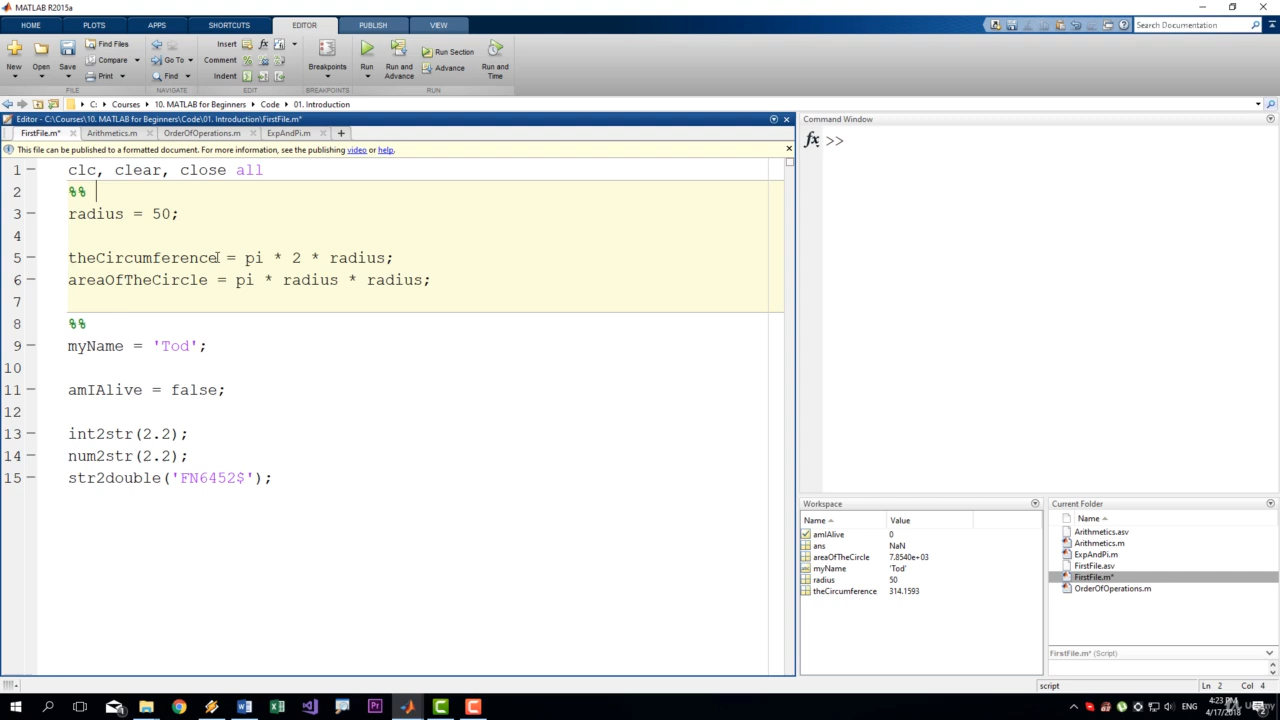 MATLAB R2015a
HOME PLOTS APPS SHORTCUTS EDITOR PUBLISH VIEW
Search Documentation
New Open Save Find Files Compare Print
Go To Find
Insert fx
Comment
Indent
Breakpoints
Run Run and Advance Run Section Advance Run and Time
FILE NAVIGATE EDIT BREAKPOINTS RUN
C: Courses 10. MATLAB for Beginners Code 01. Introduction
Editor - C:\Courses\10. MATLAB for Beginners\Code\01. Introduction\FirstFile.m*
FirstFile.m* Arithmetics.m OrderOfOperations.m ExpAndPi.m
This file can be published to a formatted document. For more information, see the publishing video or help.
1 clc, clear, close all
2 %%
3 radius = 50;
4
5 theCircumference = pi * 2 * radius;
6 areaOfTheCircle = pi * radius * radius;
7
8 %%
9 myName = 'Tod';
10
11 amIAlive = false;
12
13 int2str(2.2);
14 num2str(2.2);
15 str2double('FN6452$');
Command Window
fx >>
Workspace
Name Value
amIAlive 0
ans NaN
areaOfTheCircle 7.8540e+03
myName 'Tod'
radius 50
theCircumference 314.1593
Current Folder
Name
Arithmetics.asv
Arithmetics.m
ExpAndPi.m
FirstFile.asv
FirstFile.m*
OrderOfOperations.m
FirstFile.m* (Script)
script Ln 2 Col 4
ENG 4:23 PM
4/17/2018
Udemy